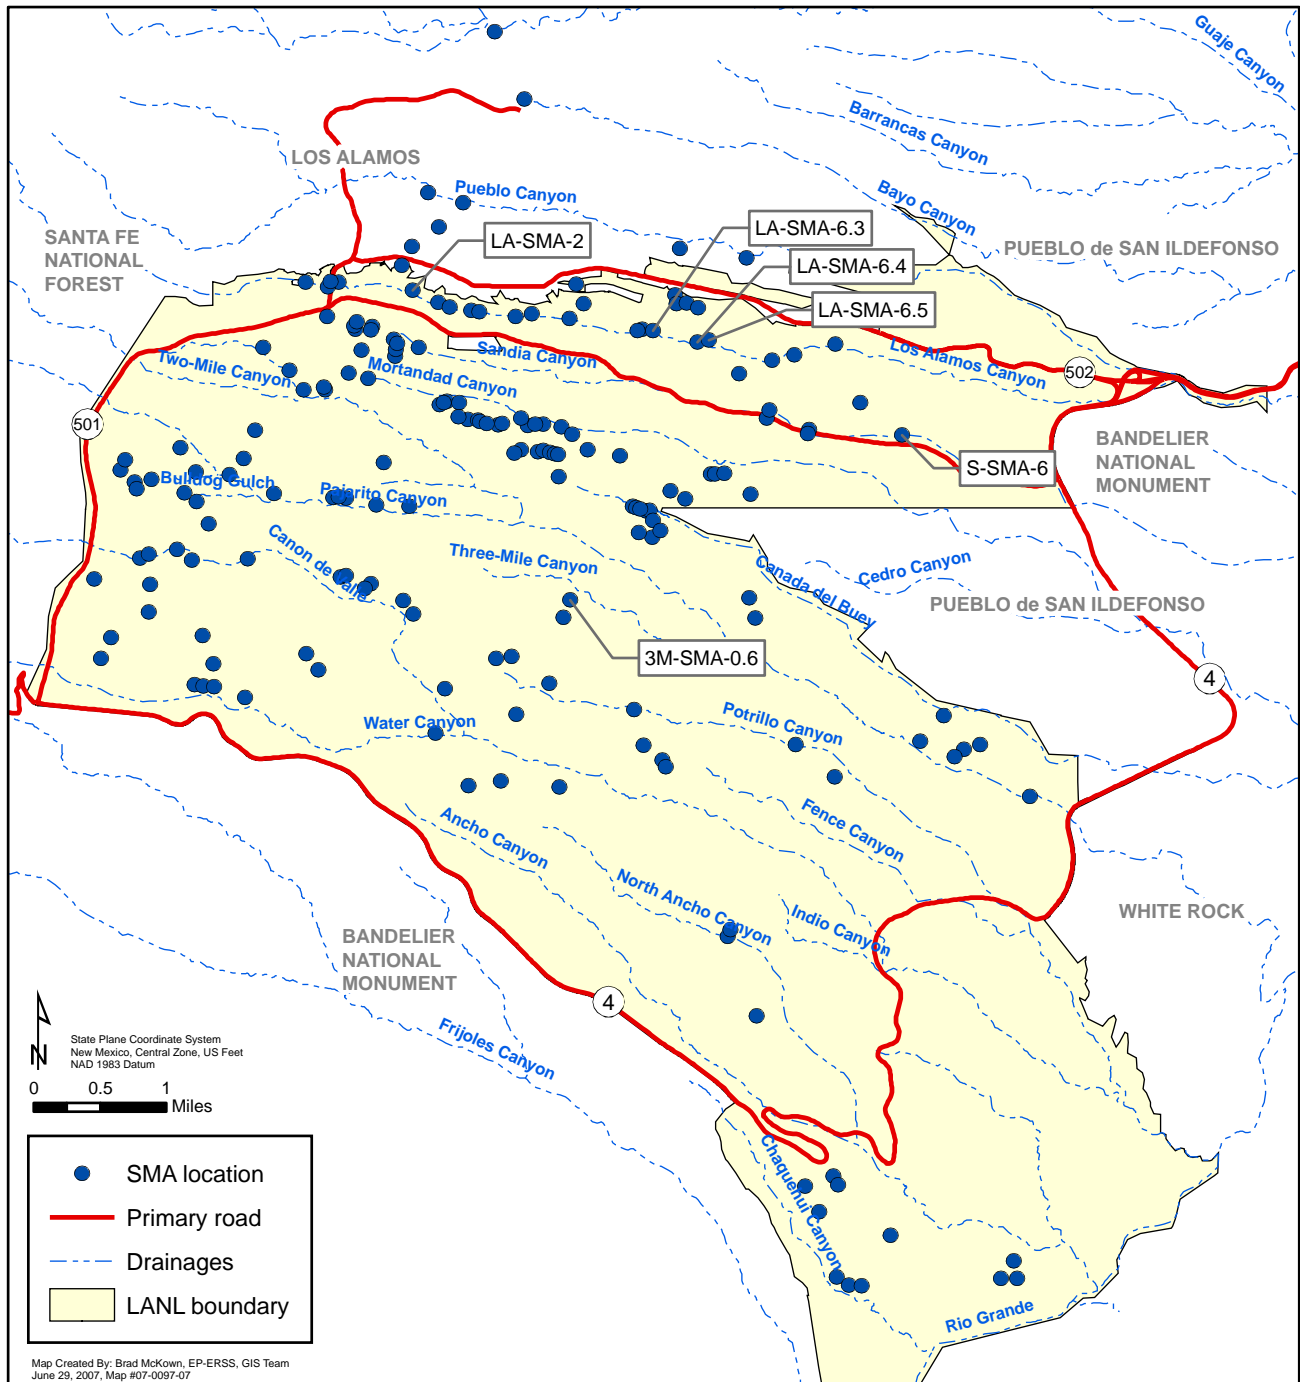 Guaje Canyon
Barrancas Canyon
LOS ALAMOS
Pueblo Canyon
Bayo Canyon
LA-SMA-6.3
LA-SMA-2
SANTA FE
NATIONAL
FOREST
PUEBLO de SAN ILDEFONSO
LA-SMA-6.4
LA-SMA-6.5
Sandia Canyon
Los Alamos Canyon
Two-Mile Canyon
Mortandad Canyon
502
501
BANDELIER
NATIONAL
MONUMENT
S-SMA-6
Bulldog Gulch
Pajarito Canyon
Canon de Valle
Three-Mile Canyon
Canada del Buey
Cedro Canyon
PUEBLO de SAN ILDEFONSO
3M-SMA-0.6
4
Water Canyon
Potrillo Canyon
Ancho Canyon
Fence Canyon
North Ancho Canyon
Indio Canyon
WHITE ROCK
BANDELIER
NATIONAL
MONUMENT
4
Frijoles Canyon
N
State Plane Coordinate System
New Mexico, Central Zone, US Feet
NAD 1983 Datum
0 0.5 1
Miles
Chaquehui Canyon
Rio Grande
SMA location
Primary road
Drainages
LANL boundary
Map Created By: Brad McKown, EP-ERSS, GIS Team
June 29, 2007, Map #07-0097-07